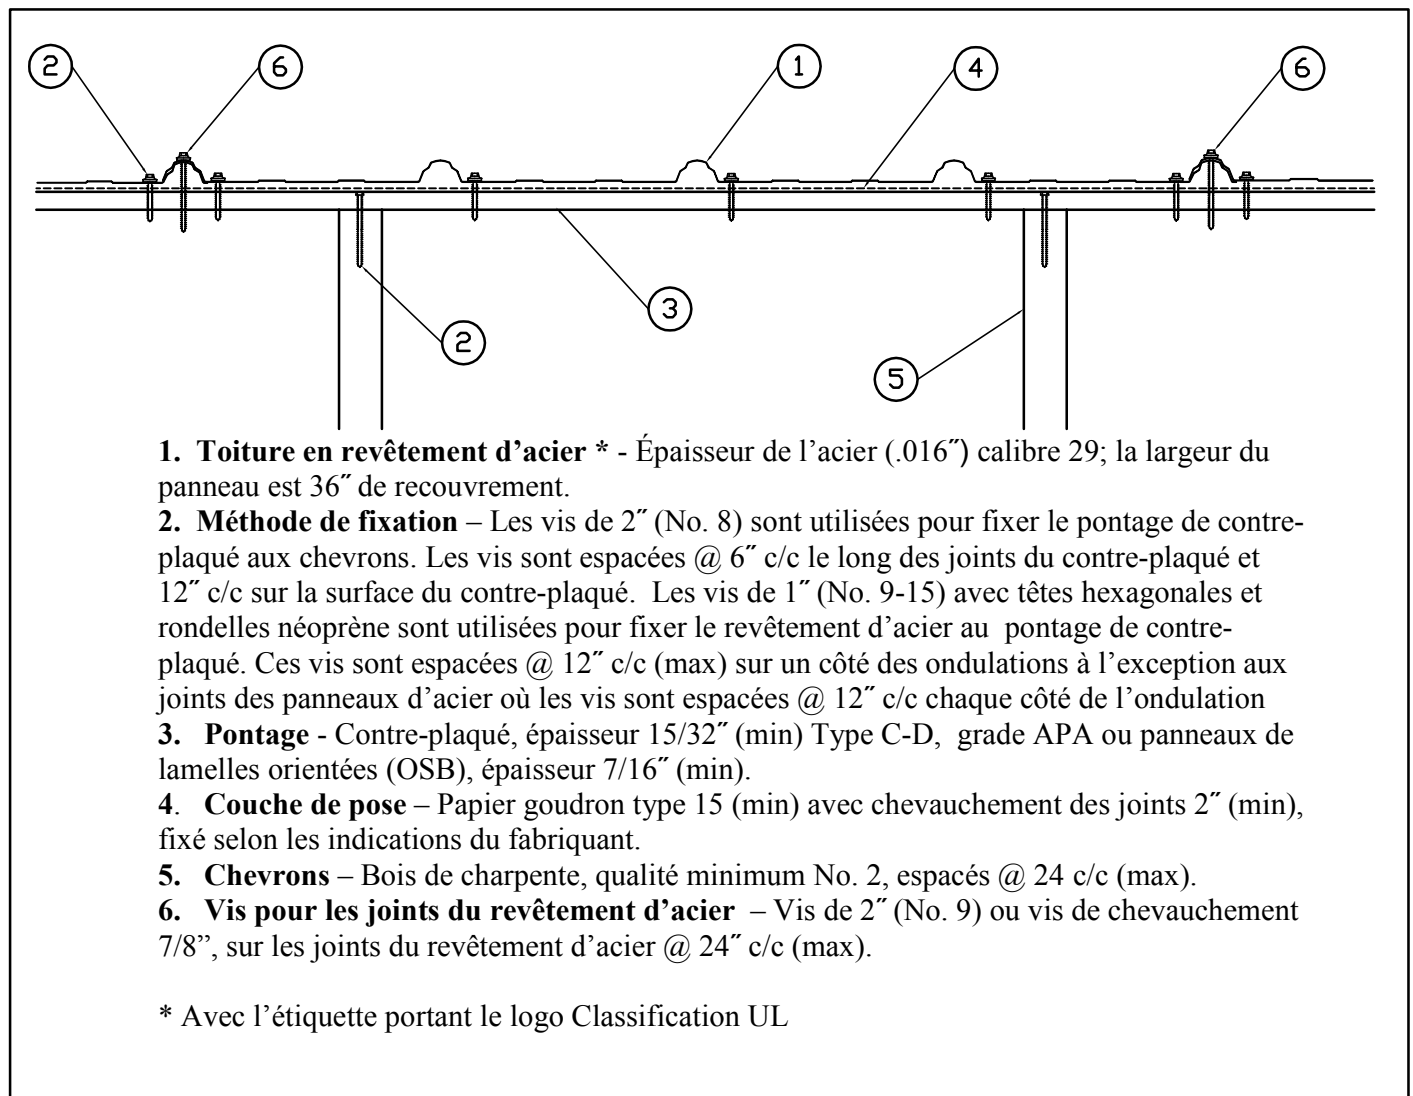 2 6 1 4 6
3
2
5
1. Toiture en revêtement d’acier * - Épaisseur de l’acier (.016˝) calibre 29; la largeur du
panneau est 36˝ de recouvrement.
2. Méthode de fixation – Les vis de 2˝ (No. 8) sont utilisées pour fixer le pontage de contre-
plaqué aux chevrons. Les vis sont espacées @ 6˝ c/c le long des joints du contre-plaqué et
12˝ c/c sur la surface du contre-plaqué. Les vis de 1˝ (No. 9-15) avec têtes hexagonales et
rondelles néoprène sont utilisées pour fixer le revêtement d’acier au pontage de contre-
plaqué. Ces vis sont espacées @ 12˝ c/c (max) sur un côté des ondulations à l’exception aux
joints des panneaux d’acier où les vis sont espacées @ 12˝ c/c chaque côté de l’ondulation
3. Pontage - Contre-plaqué, épaisseur 15/32˝ (min) Type C-D, grade APA ou panneaux de
lamelles orientées (OSB), épaisseur 7/16˝ (min).
4. Couche de pose – Papier goudron type 15 (min) avec chevauchement des joints 2˝ (min),
fixé selon les indications du fabriquant.
5. Chevrons – Bois de charpente, qualité minimum No. 2, espacés @ 24 c/c (max).
6. Vis pour les joints du revêtement d’acier – Vis de 2˝ (No. 9) ou vis de chevauchement
7/8”, sur les joints du revêtement d’acier @ 24˝ c/c (max).
* Avec l’étiquette portant le logo Classification UL